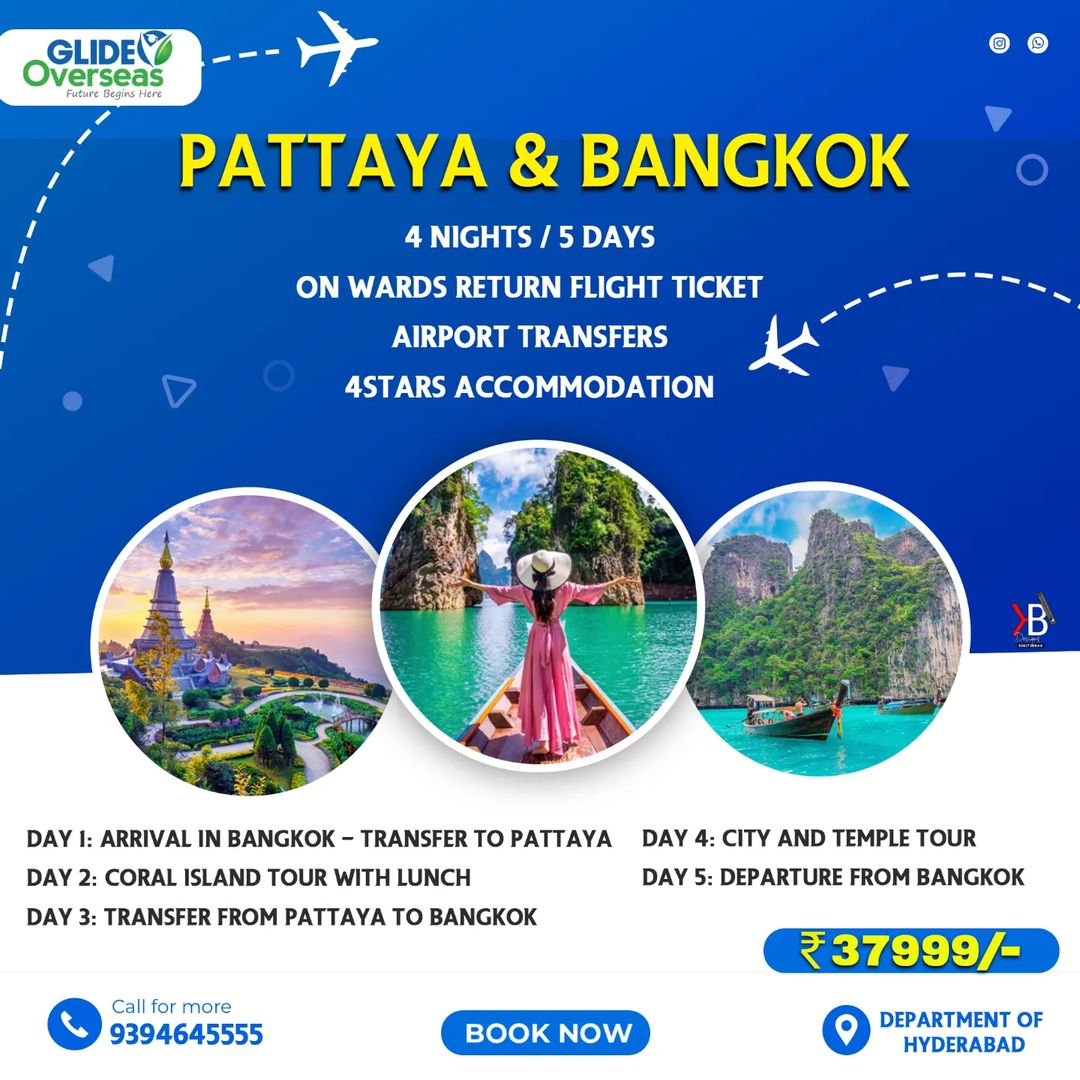 GLIDE
Overseas
Future Begins Here
PATTAYA & BANGKOK
4 NIGHTS / 5 DAYS
ON WARDS RETURN FLIGHT TICKET
AIRPORT TRANSFERS
4STARS ACCOMMODATION
KB
Designs
DAY 1: ARRIVAL IN BANGKOK – TRANSFER TO PATTAYA
DAY 2: CORAL ISLAND TOUR WITH LUNCH
DAY 3: TRANSFER FROM PATTAYA TO BANGKOK
DAY 4: CITY AND TEMPLE TOUR
DAY 5: DEPARTURE FROM BANGKOK
₹37999/-
Call for more
9394645555
BOOK NOW
DEPARTMENT OF
HYDERABAD